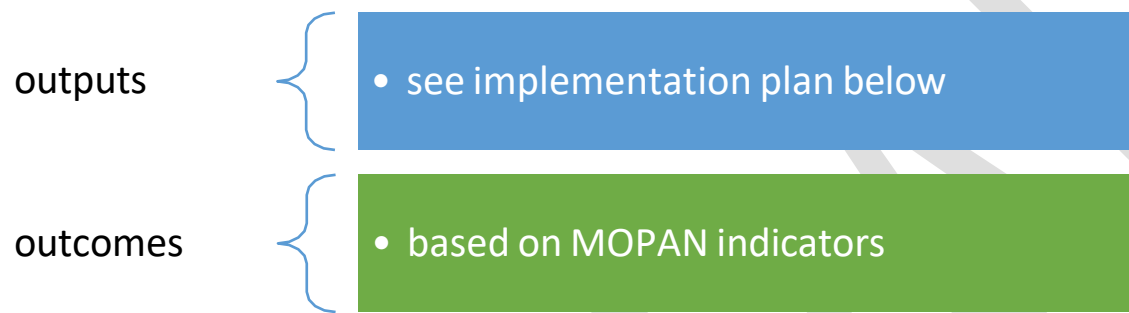 outputs
• see implementation plan below
outcomes
• based on MOPAN indicators